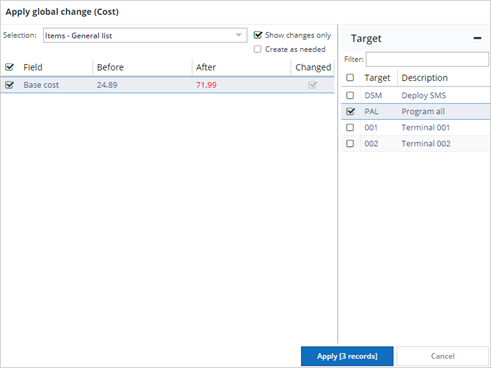 Apply global change (Cost)
Selection: Items - General list
Show changes only
Create as needed
Field Before After Changed
Base cost 24.89 71.99
Target
Filter:
Target Description
DSM Deploy SMS
PAL Program all
001 Terminal 001
002 Terminal 002
Apply [3 records] Cancel